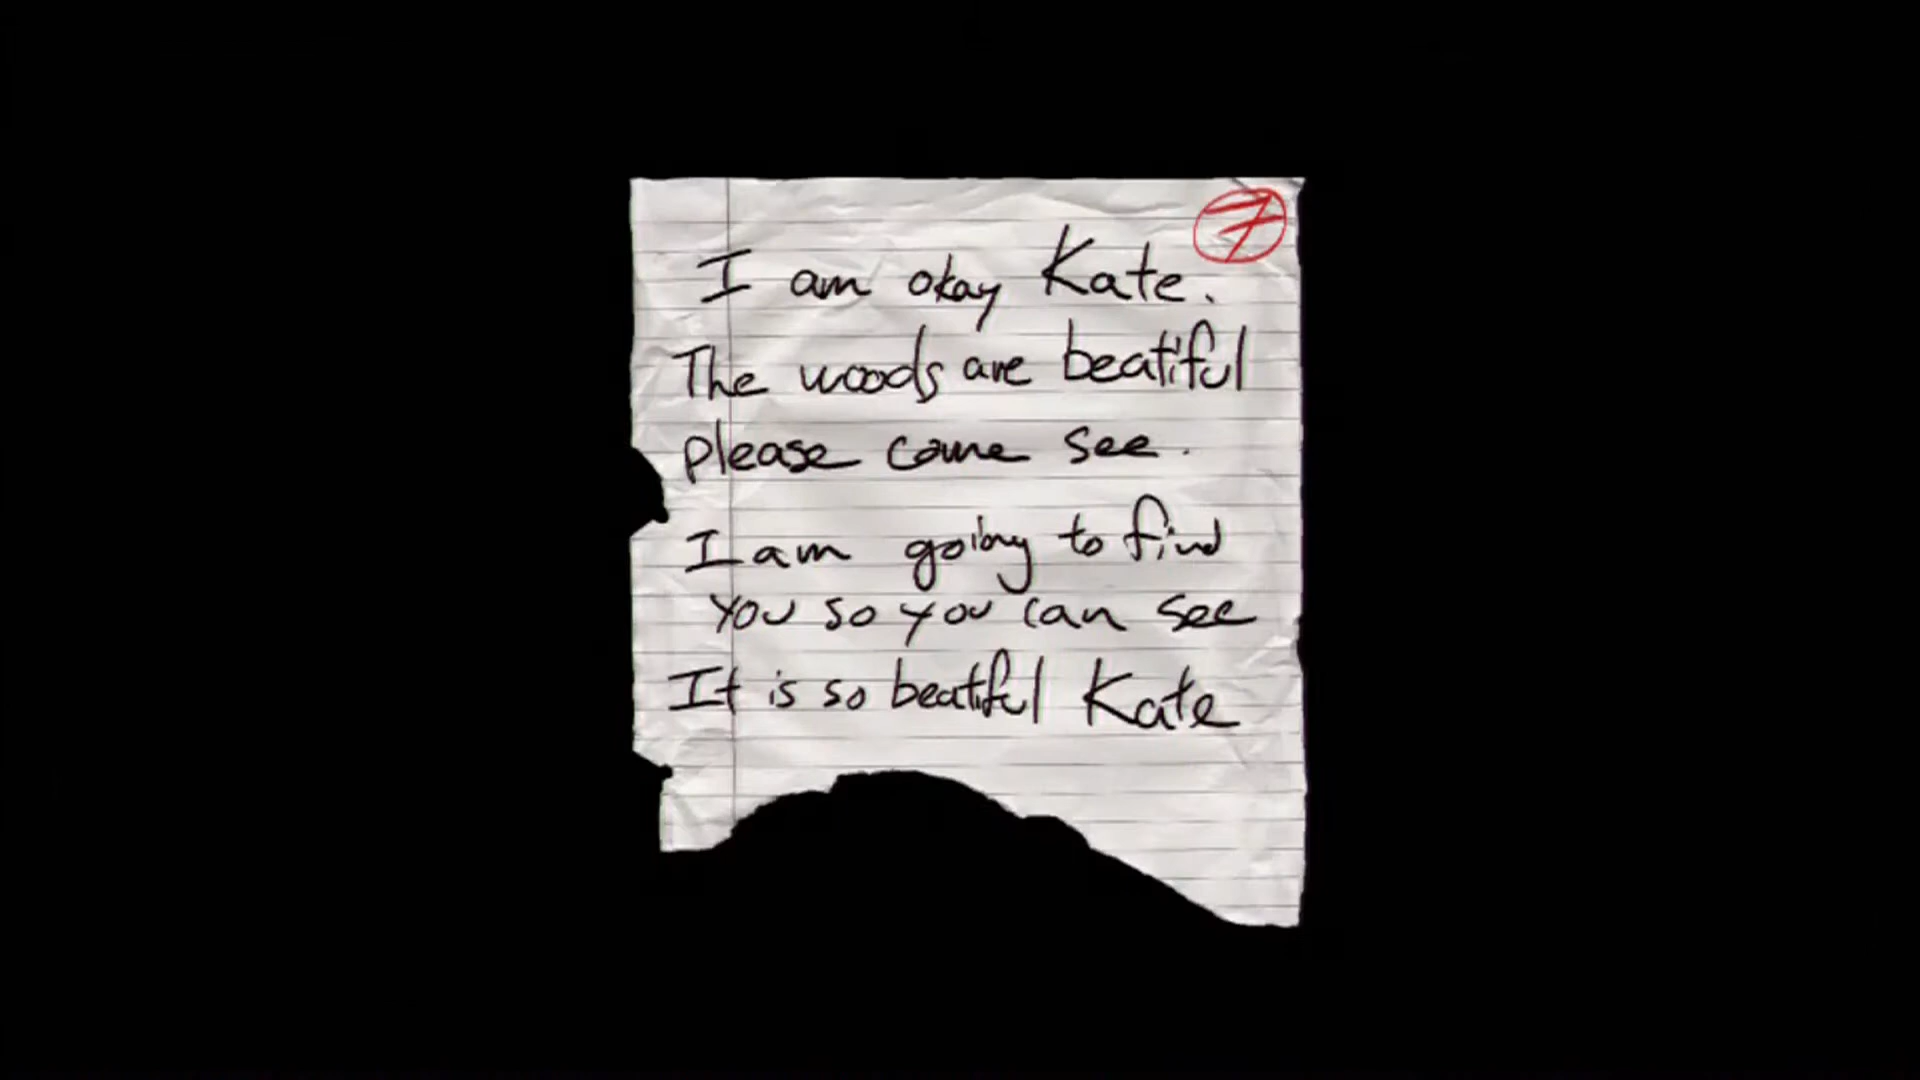 7
I am okay Kate.
The woods are beatiful
please come see.
I am going to find
you so you can see
It is so beatiful Kate